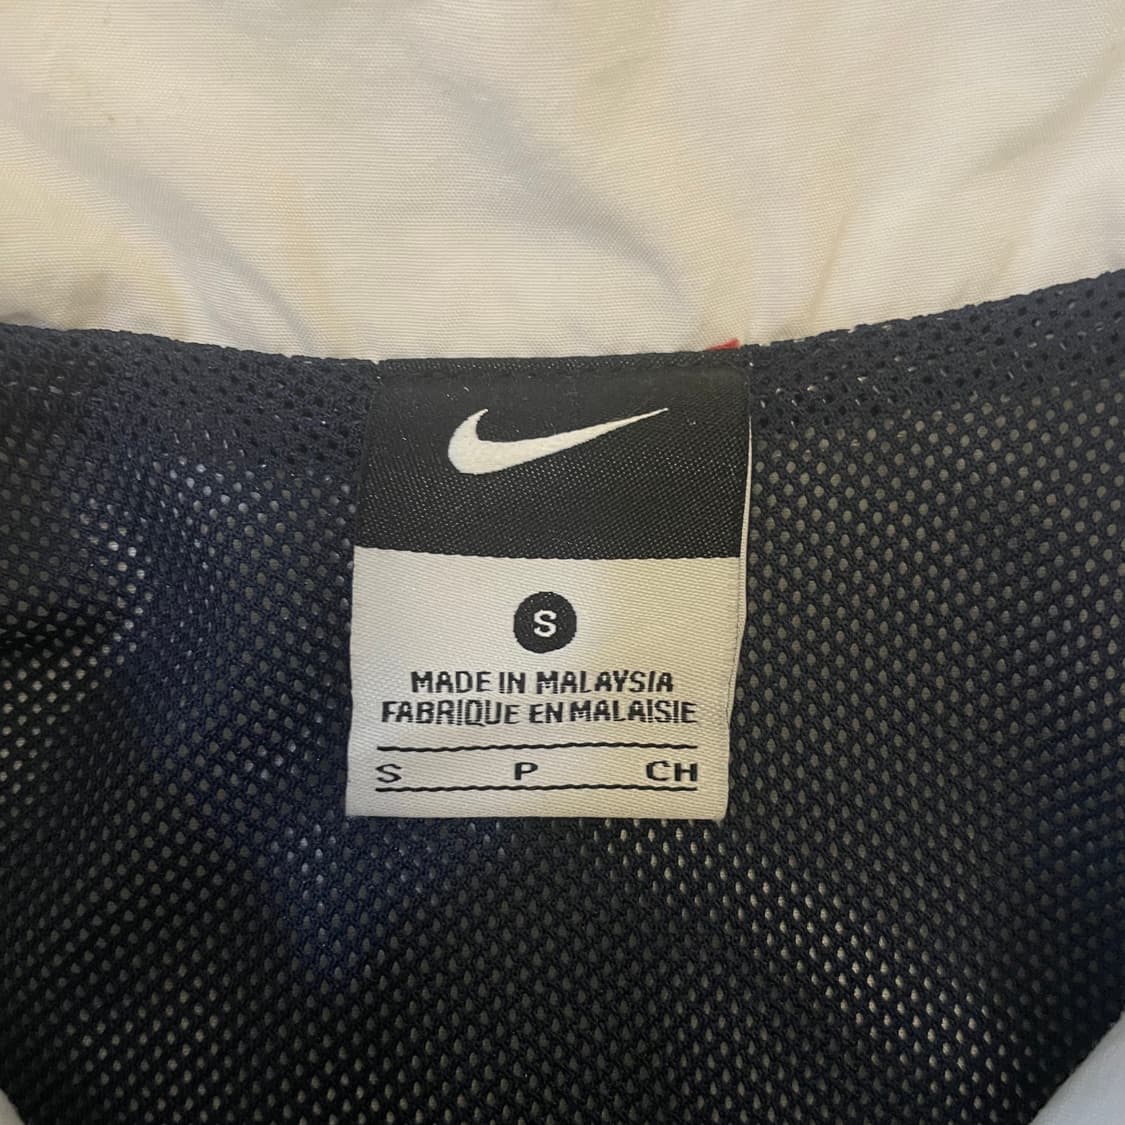 S
MADE IN MALAYSIA
FABRIQUE EN MALAISIE
S P CH